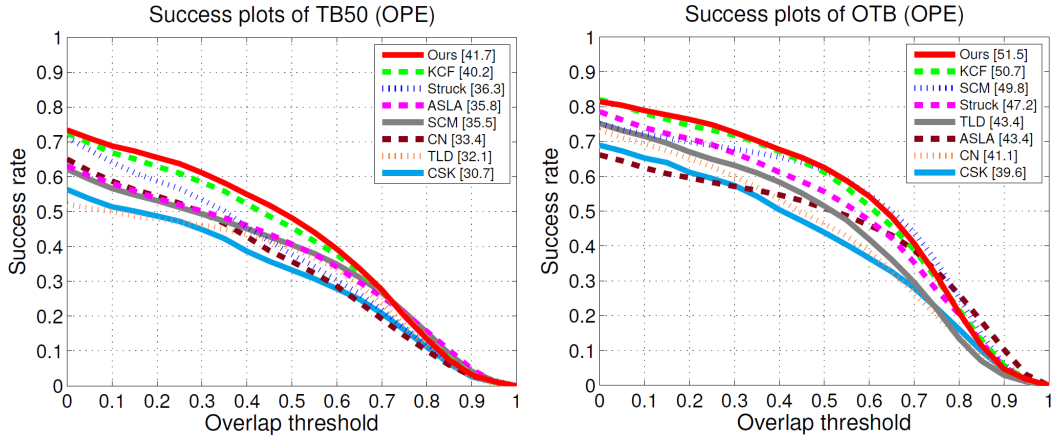 Success plots of TB50 (OPE)
Success rate
1
0.9
0.8
0.7
0.6
0.5
0.4
0.3
0.2
0.1
0
Ours [41.7]
KCF [40.2]
Struck [36.3]
ASLA [35.8]
SCM [35.5]
CN [33.4]
TLD [32.1]
CSK [30.7]
0 0.1 0.2 0.3 0.4 0.5 0.6 0.7 0.8 0.9 1
Overlap threshold
Success plots of OTB (OPE)
Success rate
1
0.9
0.8
0.7
0.6
0.5
0.4
0.3
0.2
0.1
0
Ours [51.5]
KCF [50.7]
SCM [49.8]
Struck [47.2]
TLD [43.4]
ASLA [43.4]
CN [41.1]
CSK [39.6]
0 0.1 0.2 0.3 0.4 0.5 0.6 0.7 0.8 0.9 1
Overlap threshold